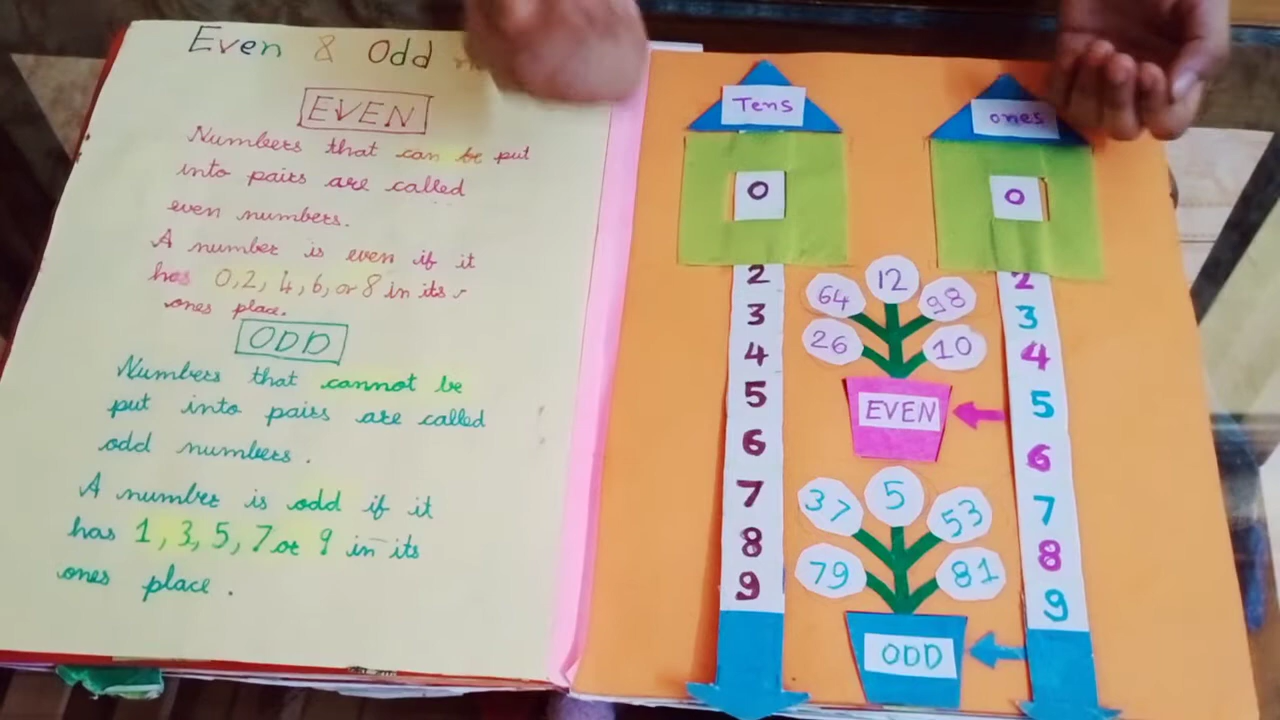 Even & Odd
EVEN
Numbers that can be put
into pairs are called
even numbers.
A number is even if it
has 0, 2, 4, 6, or 8 in its
ones place.
ODD
Numbers that cannot be
put into pairs are called
odd numbers.
A number is odd if it
has 1, 3, 5, 7 or 9 in its
ones place.
Tens
0
2
3
4
5
6
7
8
9
64
12
98
26
10
EVEN
37
5
53
79
81
ODD
ones
0
2
3
4
5
6
7
8
9